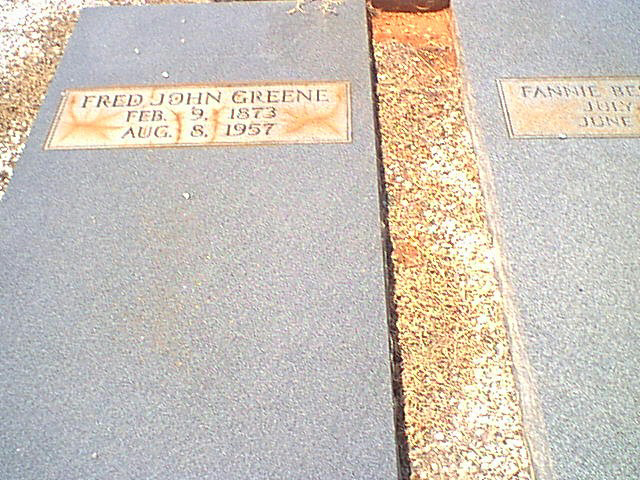 FRED JOHN GREENE
FEB. 9, 1873
AUG. 8, 1957
FANNIE
JULY
JUNE